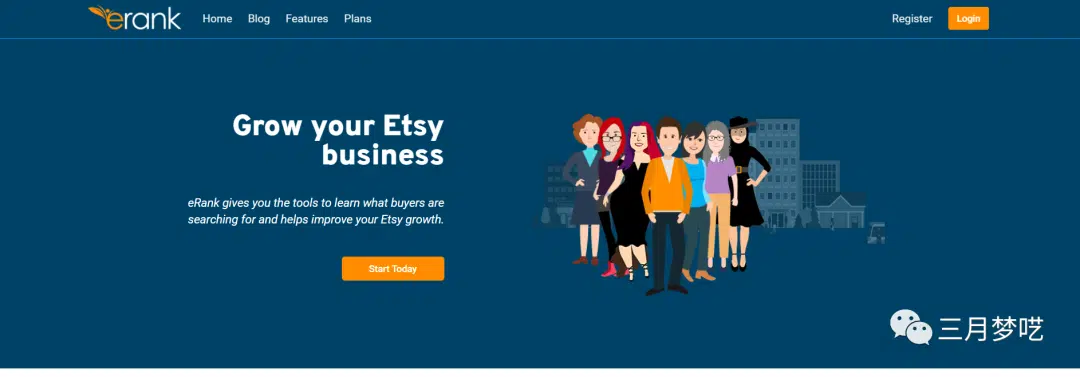 erank Home Blog Features Plans Register Login
Grow your Etsy
business
eRank gives you the tools to learn what buyers are
searching for and helps improve your Etsy growth.
Start Today
三月梦呓